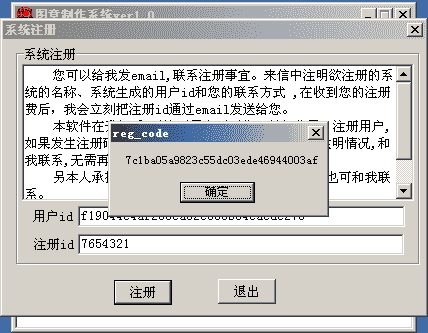 图章制作系统ver1.0
系统注册
系统注册
您可以给我发email,联系注册事宜。来信中注明欲注册的系
统的名称、系统生成的用户id和您的联系方式 ,在收到您的注册
费后，我会立刻把注册id通过email发送给您。
本软件在 注册用户,
如果发生注册 明情况,和
我联系,无需再
另本人承接 也可和我联
系。
reg_code
7c1ba05a9823c55dc03ede46944003af
确定
用户id
注册id 7654321
注册 退出